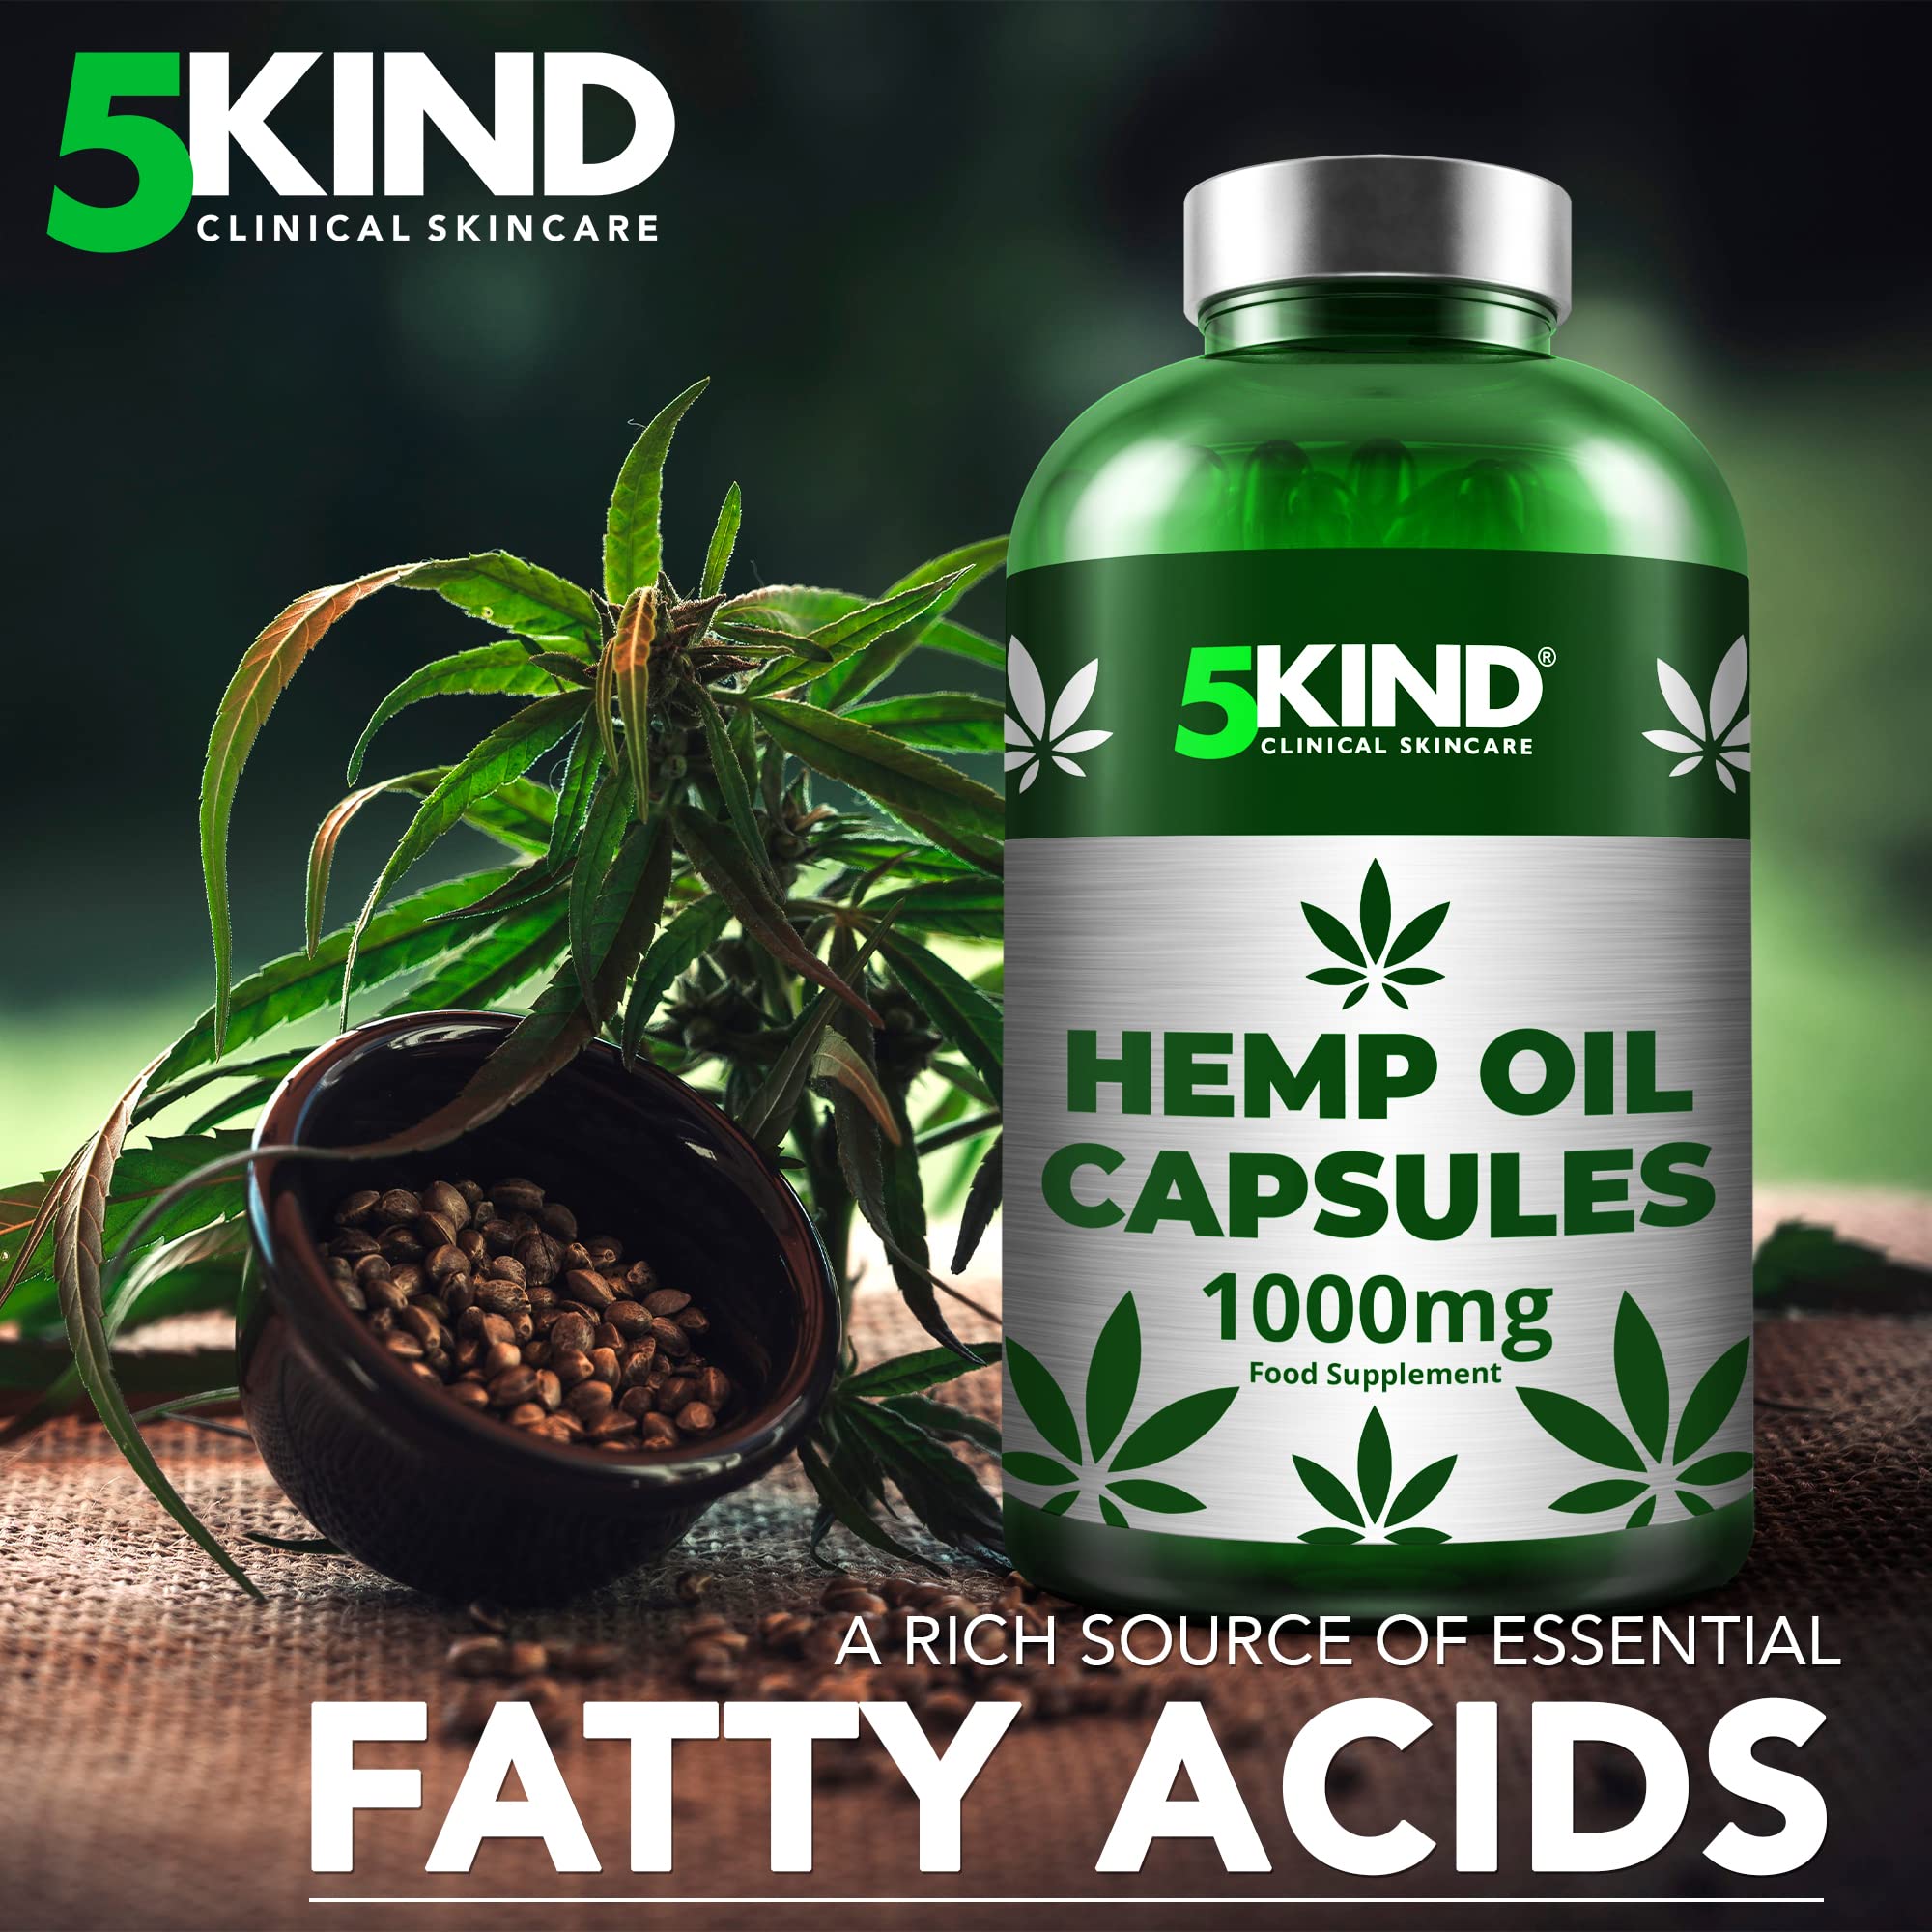 5KIND
CLINICAL SKINCARE
5KIND®
CLINICAL SKINCARE
HEMP OIL
CAPSULES
1000mg
Food Supplement
A RICH SOURCE OF ESSENTIAL
FATTY ACIDS